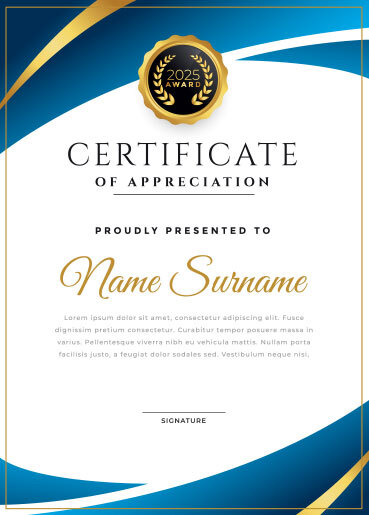 2025
AWARD
CERTIFICATE
OF APPRECIATION
PROUDLY PRESENTED TO
Name Surname
Lorem ipsum dolor sit amet, consectetur adipiscing elit. Fusce
dignissim pretium consectetur. Curabitur tempor posuere massa in
varius. Pellentesque viverra nibh eu vehicula mattis. Nullam porta
facilisis justo, a feugiat dolor sodales sed. Vestibulum neque nisi.
SIGNATURE